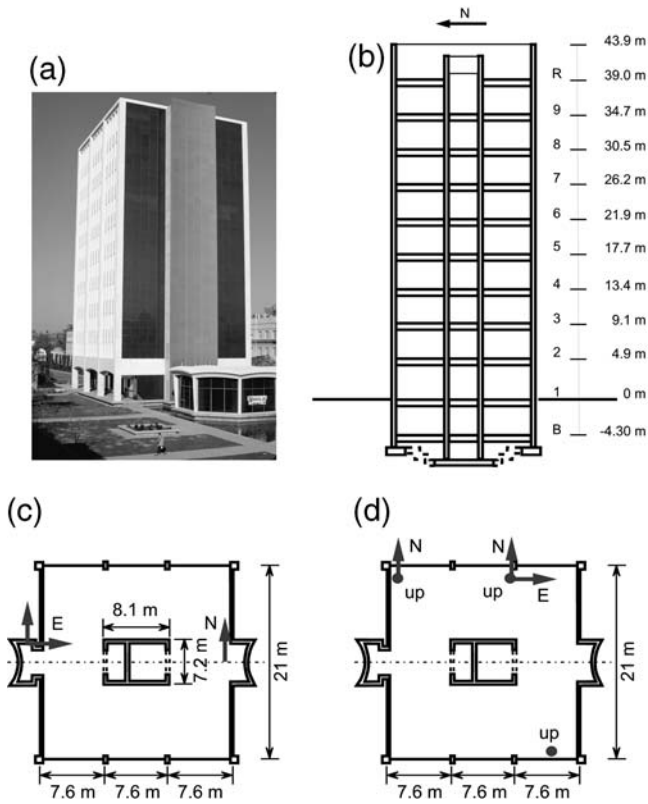 (a)
(b)
N
43.9 m
R 39.0 m
9 34.7 m
8 30.5 m
7 26.2 m
6 21.9 m
5 17.7 m
4 13.4 m
3 9.1 m
2 4.9 m
1 0 m
B -4.30 m
(c)
E
8.1 m
7.2 m
N
21 m
7.6 m 7.6 m 7.6 m
(d)
N N
up up E
21 m
up
7.6 m 7.6 m 7.6 m